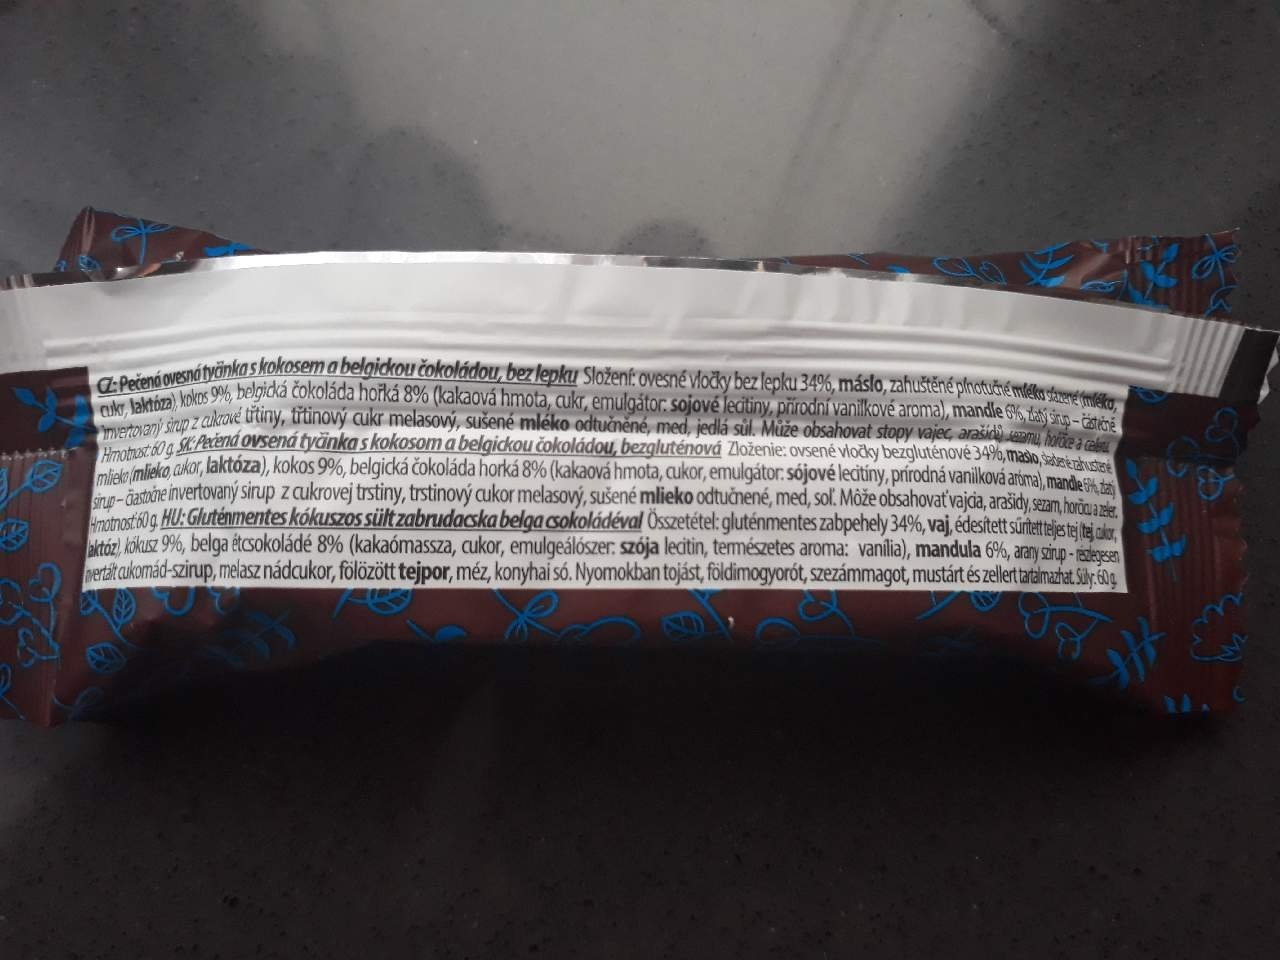 CZ: Pečená ovesná tyčinka s kokosem a belgickou čokoládou, bez lepku Složení: ovesné vločky bez lepku 34%, máslo, zahuštěné plnotučné mléko slazené (mléko,
cukr, laktóza), kokos 9%, belgická čokoláda hořká 8% (kakaová hmota, cukr, emulgátor: sojové lecitiny, přírodní vanilkové aroma), mandle 6%, zlatý sirup – částečně
invertovaný sirup z cukrové třtiny, třtinový cukr melasový, sušené mléko odtučněné, med, jedlá sůl. Může obsahovat stopy vajec, arašídů, sezamu, hořčice a celeru.
Hmotnost: 60 g. SK: Pečená ovsená tyčinka s kokosom a belgickou čokoládou, bezgluténová Zloženie: ovsené vločky bezgluténové 34%, maslo, sladené zahustené
mlieko (mlieko, cukor, laktóza), kokos 9%, belgická čokoláda horká 8% (kakaová hmota, cukor, emulgátor: sójové lecitíny, prírodná vanilková aróma), mandle 6%, zlatý
sirup – čiastočne invertovaný sirup z cukrovej trstiny, trstinový cukor melasový, sušené mlieko odtučnené, med, soľ. Môže obsahovať vajcia, arašidy, sezam, horčicu a zeler.
Hmotnosť: 60 g. HU: Gluténmentes kókuszos sült zabrudacska belga csokoládéval Összetétel: gluténmentes zabpehely 34%, vaj, édesített sűrített teljes tej (tej, cukor,
laktóz), kókusz 9%, belga étcsokoládé 8% (kakaómassza, cukor, emulgeálószer: szója lecitin, természetes aroma: vanília), mandula 6%, arany szirup – részlegesen
invertált cukornád-szirup, melasz nádcukor, fölözött tejpor, méz, konyhai só. Nyomokban tojást, földimogyorót, szezámmagot, mustárt és zellert tartalmazhat. Súly: 60 g.